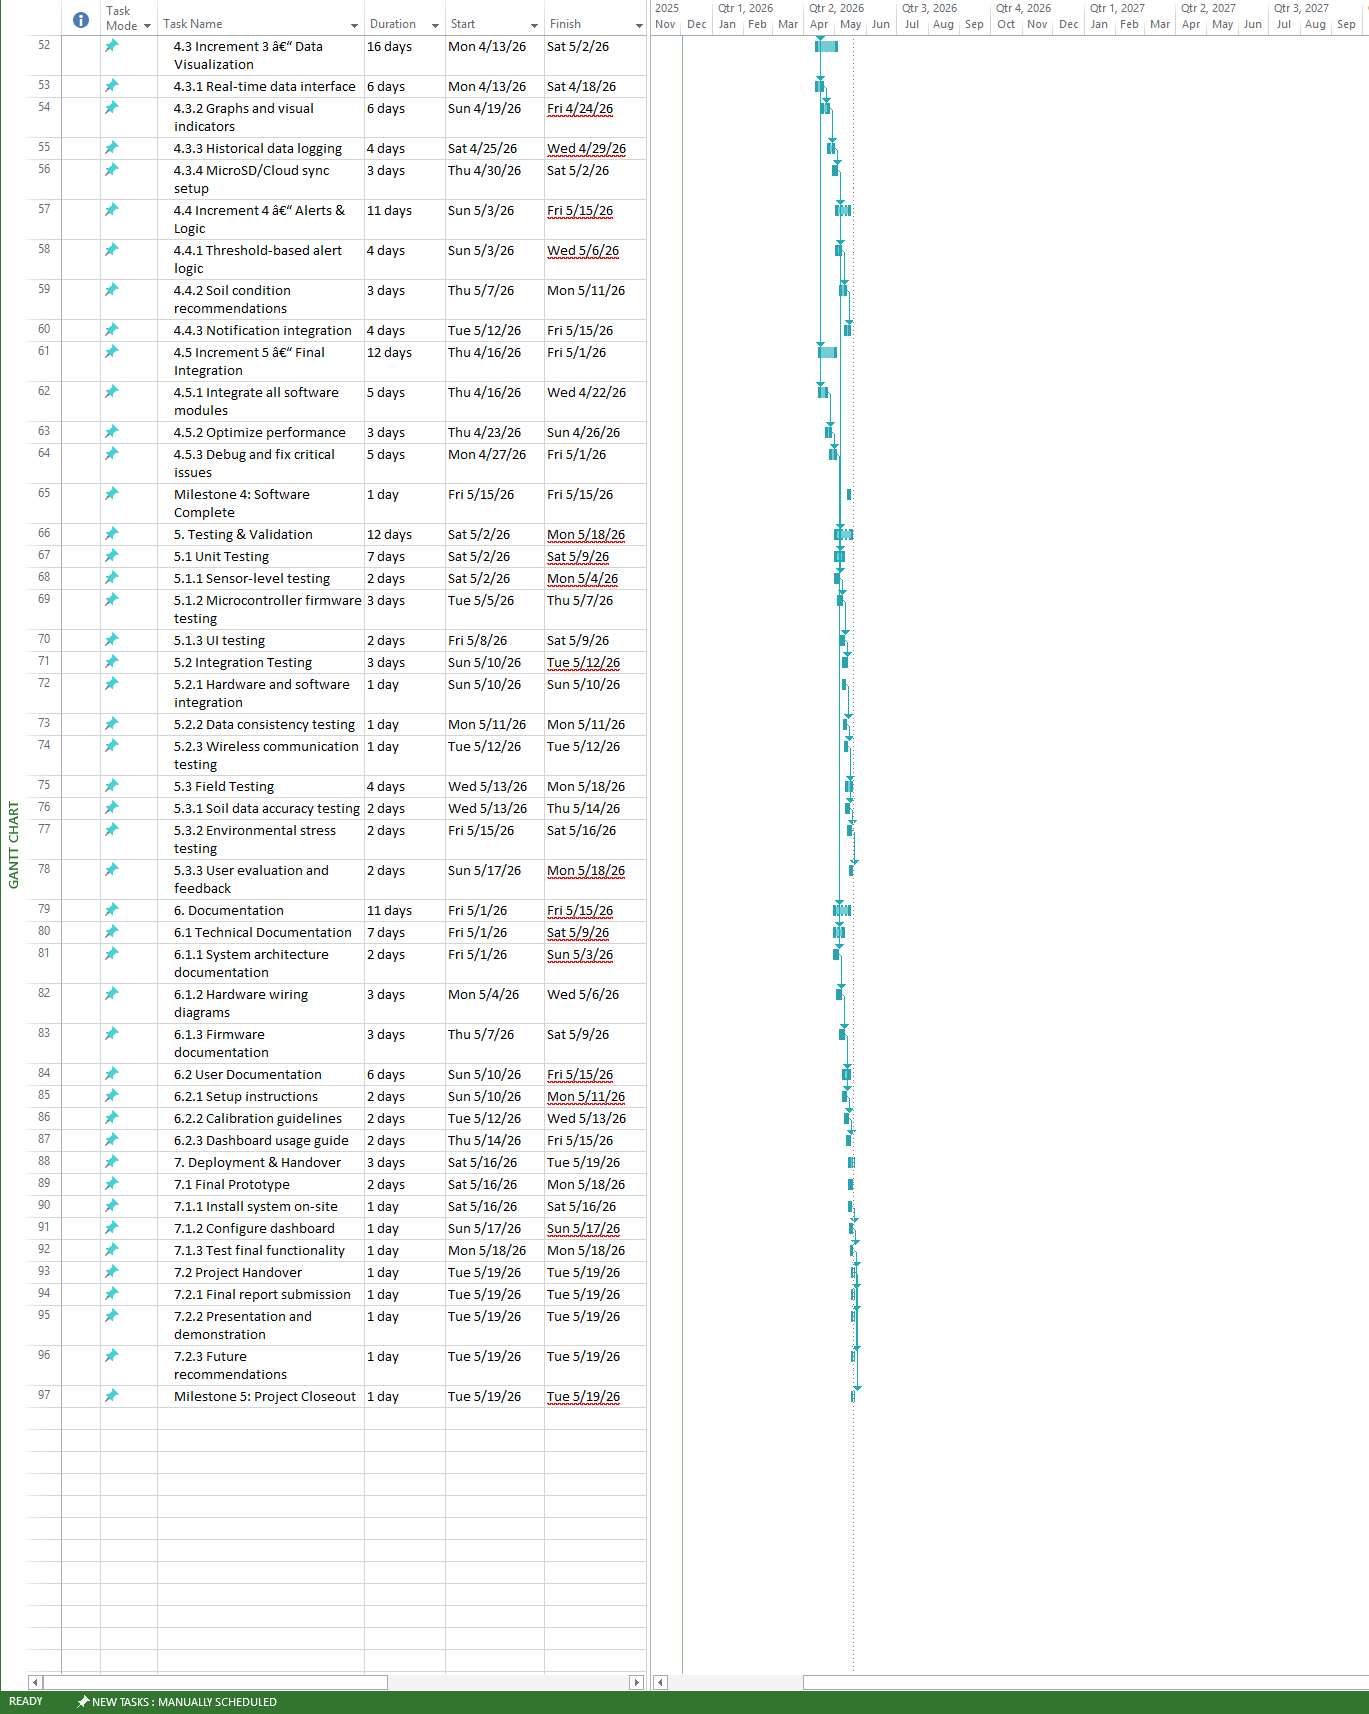 Task Mode Task Name Duration Start Finish
2025 Qtr 1, 2026 Qtr 2, 2026 Qtr 3, 2026 Qtr 4, 2026 Qtr 1, 2027 Qtr 2, 2027 Qtr 3, 2027
Nov Dec Jan Feb Mar Apr May Jun Jul Aug Sep Oct Nov Dec Jan Feb Mar Apr May Jun Jul Aug Sep
52 4.3 Increment 3 â€“ Data 16 days Mon 4/13/26 Sat 5/2/26
Visualization
53 4.3.1 Real-time data interface 6 days Mon 4/13/26 Sat 4/18/26
54 4.3.2 Graphs and visual 6 days Sun 4/19/26 Fri 4/24/26
indicators
55 4.3.3 Historical data logging 4 days Sat 4/25/26 Wed 4/29/26
56 4.3.4 MicroSD/Cloud sync 3 days Thu 4/30/26 Sat 5/2/26
setup
57 4.4 Increment 4 â€“ Alerts & 11 days Sun 5/3/26 Fri 5/15/26
Logic
58 4.4.1 Threshold-based alert 4 days Sun 5/3/26 Wed 5/6/26
logic
59 4.4.2 Soil condition 3 days Thu 5/7/26 Mon 5/11/26
recommendations
60 4.4.3 Notification integration 4 days Tue 5/12/26 Fri 5/15/26
61 4.5 Increment 5 â€“ Final 12 days Thu 4/16/26 Fri 5/1/26
Integration
62 4.5.1 Integrate all software 5 days Thu 4/16/26 Wed 4/22/26
modules
63 4.5.2 Optimize performance 3 days Thu 4/23/26 Sun 4/26/26
64 4.5.3 Debug and fix critical 5 days Mon 4/27/26 Fri 5/1/26
issues
65 Milestone 4: Software 1 day Fri 5/15/26 Fri 5/15/26
Complete
66 5. Testing & Validation 12 days Sat 5/2/26 Mon 5/18/26
67 5.1 Unit Testing 7 days Sat 5/2/26 Sat 5/9/26
68 5.1.1 Sensor-level testing 2 days Sat 5/2/26 Mon 5/4/26
69 5.1.2 Microcontroller firmware 3 days Tue 5/5/26 Thu 5/7/26
testing
70 5.1.3 UI testing 2 days Fri 5/8/26 Sat 5/9/26
71 5.2 Integration Testing 3 days Sun 5/10/26 Tue 5/12/26
72 5.2.1 Hardware and software 1 day Sun 5/10/26 Sun 5/10/26
integration
73 5.2.2 Data consistency testing 1 day Mon 5/11/26 Mon 5/11/26
74 5.2.3 Wireless communication 1 day Tue 5/12/26 Tue 5/12/26
testing
75 5.3 Field Testing 4 days Wed 5/13/26 Mon 5/18/26
76 5.3.1 Soil data accuracy testing 2 days Wed 5/13/26 Thu 5/14/26
77 5.3.2 Environmental stress 2 days Fri 5/15/26 Sat 5/16/26
testing
78 5.3.3 User evaluation and 2 days Sun 5/17/26 Mon 5/18/26
feedback
79 6. Documentation 11 days Fri 5/1/26 Fri 5/15/26
80 6.1 Technical Documentation 7 days Fri 5/1/26 Sat 5/9/26
81 6.1.1 System architecture 2 days Fri 5/1/26 Sun 5/3/26
documentation
82 6.1.2 Hardware wiring 3 days Mon 5/4/26 Wed 5/6/26
diagrams
83 6.1.3 Firmware 3 days Thu 5/7/26 Sat 5/9/26
documentation
84 6.2 User Documentation 6 days Sun 5/10/26 Fri 5/15/26
85 6.2.1 Setup instructions 2 days Sun 5/10/26 Mon 5/11/26
86 6.2.2 Calibration guidelines 2 days Tue 5/12/26 Wed 5/13/26
87 6.2.3 Dashboard usage guide 2 days Thu 5/14/26 Fri 5/15/26
88 7. Deployment & Handover 3 days Sat 5/16/26 Tue 5/19/26
89 7.1 Final Prototype 2 days Sat 5/16/26 Mon 5/18/26
90 7.1.1 Install system on-site 1 day Sat 5/16/26 Sat 5/16/26
91 7.1.2 Configure dashboard 1 day Sun 5/17/26 Sun 5/17/26
92 7.1.3 Test final functionality 1 day Mon 5/18/26 Mon 5/18/26
93 7.2 Project Handover 1 day Tue 5/19/26 Tue 5/19/26
94 7.2.1 Final report submission 1 day Tue 5/19/26 Tue 5/19/26
95 7.2.2 Presentation and 1 day Tue 5/19/26 Tue 5/19/26
demonstration
96 7.2.3 Future 1 day Tue 5/19/26 Tue 5/19/26
recommendations
97 Milestone 5: Project Closeout 1 day Tue 5/19/26 Tue 5/19/26
GANTT CHART
READY NEW TASKS : MANUALLY SCHEDULED